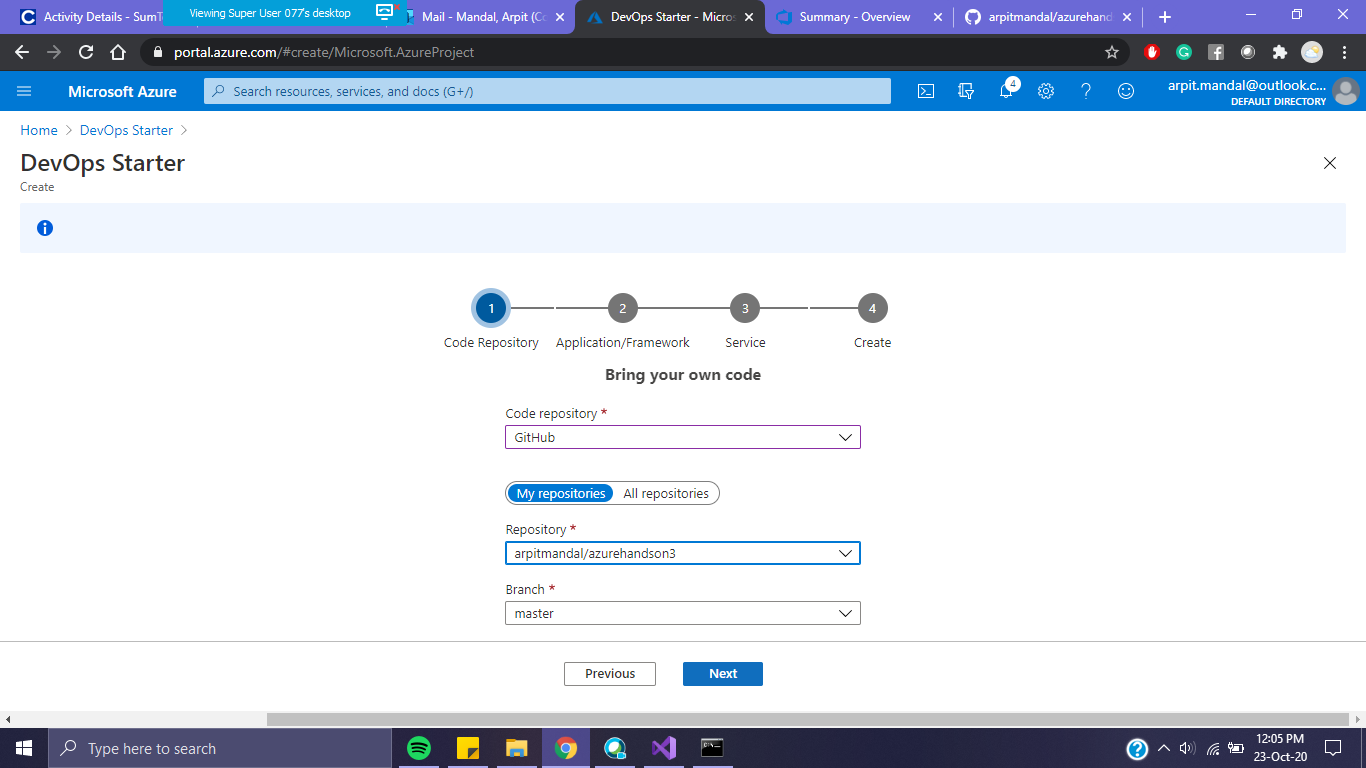 Activity Details - SumT
Viewing Super User 077's desktop
Mail - Mandal, Arpit (Co
DevOps Starter - Micros
Summary - Overview
arpitmandal/azurehand
portal.azure.com/#create/Microsoft.AzureProject
Microsoft Azure
Search resources, services, and docs (G+/)
4
arpit.mandal@outlook.c...
DEFAULT DIRECTORY
Home > DevOps Starter >
DevOps Starter
Create
1 2 3 4
Code Repository Application/Framework Service Create
Bring your own code
Code repository *
GitHub
My repositories All repositories
Repository *
arpitmandal/azurehandson3
Branch *
master
Previous Next
Type here to search
12:05 PM
23-Oct-20